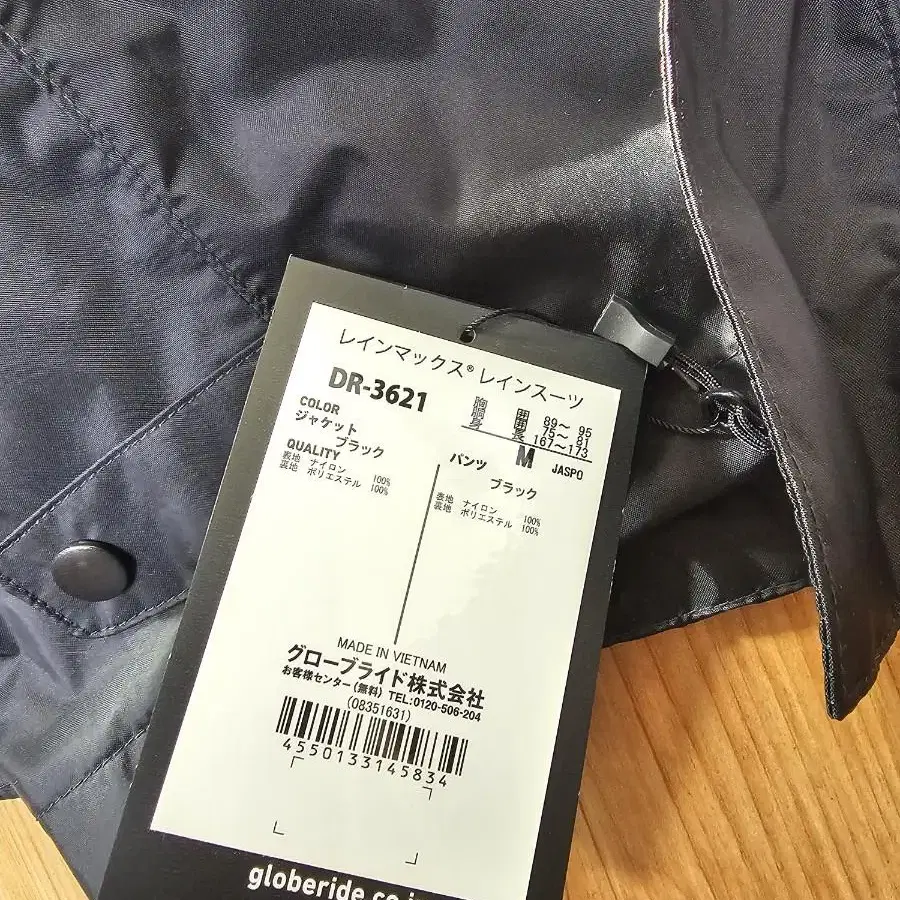 レインマックス® レインスーツ
DR-3621
胸囲 89～ 95
胴囲 75～ 81
身長 167～173
COLOR
ジャケット
ブラック
QUALITY
表地 ナイロン 100%
裏地 ポリエステル 100%
M JASPO
パンツ
ブラック
表地 ナイロン 100%
裏地 ポリエステル 100%
MADE IN VIETNAM
グローブライド株式会社
お客様センター(無料) TEL:0120-506-204
(08351631)
4550133145834
globeride.co